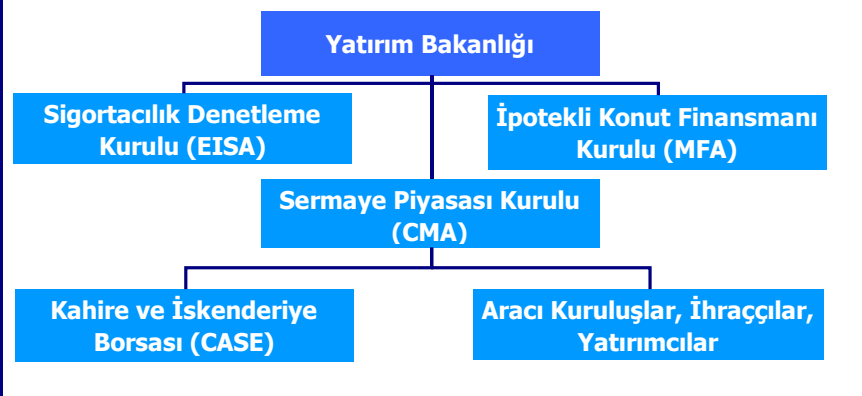 Yatırım Bakanlığı
Sigortacılık Denetleme
Kurulu (EISA)
İpotekli Konut Finansmanı
Kurulu (MFA)
Sermaye Piyasası Kurulu
(CMA)
Kahire ve İskenderiye
Borsası (CASE)
Aracı Kuruluşlar, İhraççılar,
Yatırımcılar